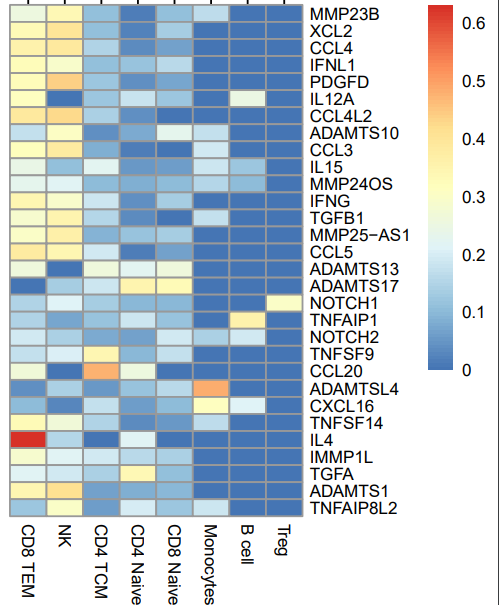 MMP23B
XCL2
CCL4
IFNL1
PDGFD
IL12A
CCL4L2
ADAMTS10
CCL3
IL15
MMP24OS
IFNG
TGFB1
MMP25−AS1
CCL5
ADAMTS13
ADAMTS17
NOTCH1
TNFAIP1
NOTCH2
TNFSF9
CCL20
ADAMTSL4
CXCL16
TNFSF14
IL4
IMMP1L
TGFA
ADAMTS1
TNFAIP8L2
CD8 TEM
NK
CD4 TCM
CD4 Naive
CD8 Naive
Monocytes
B cell
Treg
0.6
0.5
0.4
0.3
0.2
0.1
0